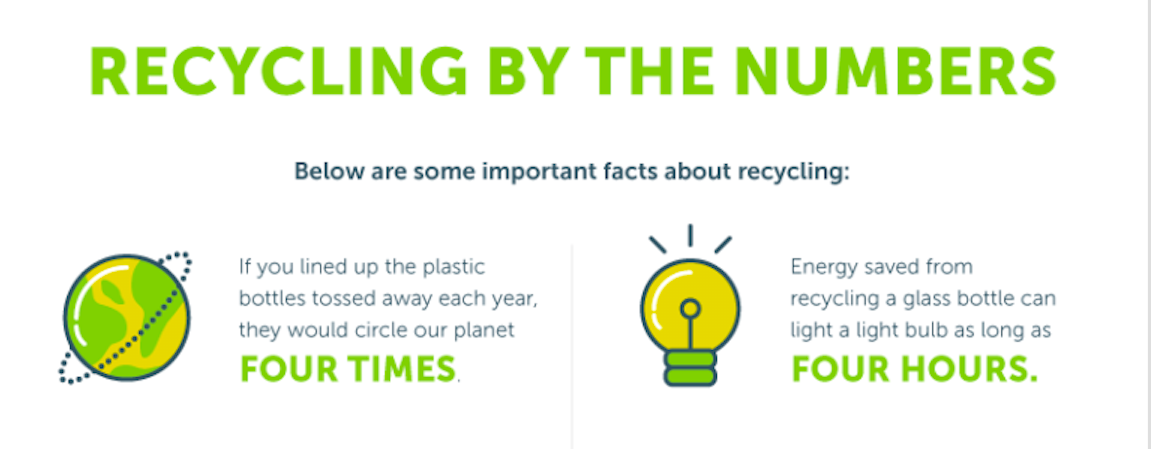 RECYCLING BY THE NUMBERS
Below are some important facts about recycling:
If you lined up the plastic
bottles tossed away each year,
they would circle our planet
FOUR TIMES.
Energy saved from
recycling a glass bottle can
light a light bulb as long as
FOUR HOURS.